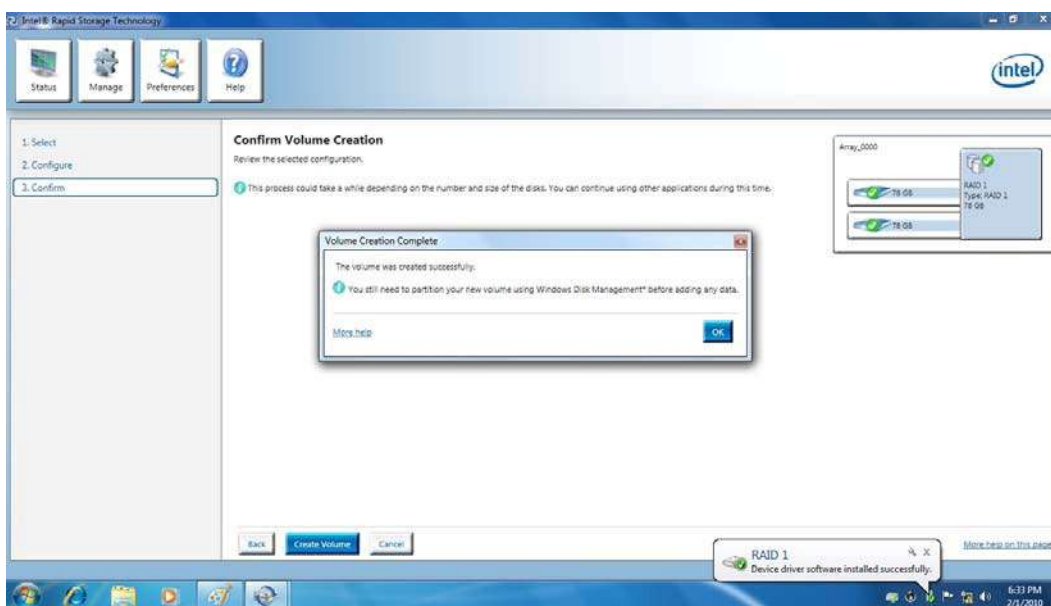 Intel® Rapid Storage Technology
Status
Manage
Preferences
Help
intel
1. Select
2. Configure
3. Confirm
Confirm Volume Creation
Review the selected configuration.
This process could take a while depending on the number and size of the disks. You can continue using other applications during this time.
Array_0000
78 GB
78 GB
RAID 1
Type: RAID 1
78 GB
Volume Creation Complete
The volume was created successfully.
You still need to partition your new volume using Windows Disk Management* before adding any data.
More help
OK
Back
Create Volume
Cancel
More help on this page
RAID 1
Device driver software installed successfully.
6:33 PM
2/1/2010